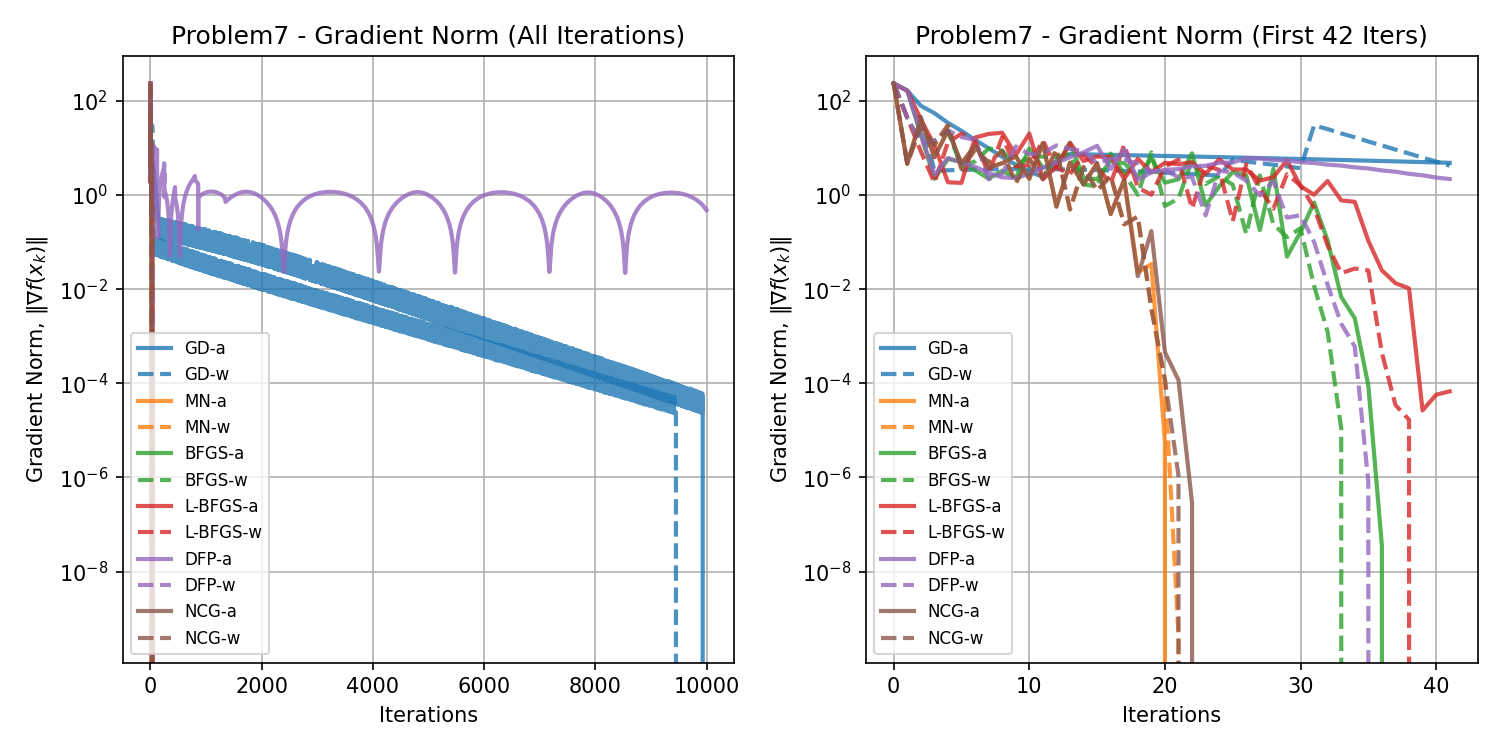 Problem7 - Gradient Norm (All Iterations)
Gradient Norm, ‖∇f(x_k)‖
10^2
10^0
10^−2
10^−4
10^−6
10^−8
GD-a
GD-w
MN-a
MN-w
BFGS-a
BFGS-w
L-BFGS-a
L-BFGS-w
DFP-a
DFP-w
NCG-a
NCG-w
0 2000 4000 6000 8000 10000
Iterations
Problem7 - Gradient Norm (First 42 Iters)
Gradient Norm, ‖∇f(x_k)‖
10^2
10^0
10^−2
10^−4
10^−6
10^−8
GD-a
GD-w
MN-a
MN-w
BFGS-a
BFGS-w
L-BFGS-a
L-BFGS-w
DFP-a
DFP-w
NCG-a
NCG-w
0 10 20 30 40
Iterations